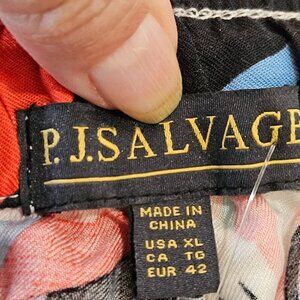 P.J.SALVAGE
MADE IN
CHINA
USA XL
CA TG
EUR 42